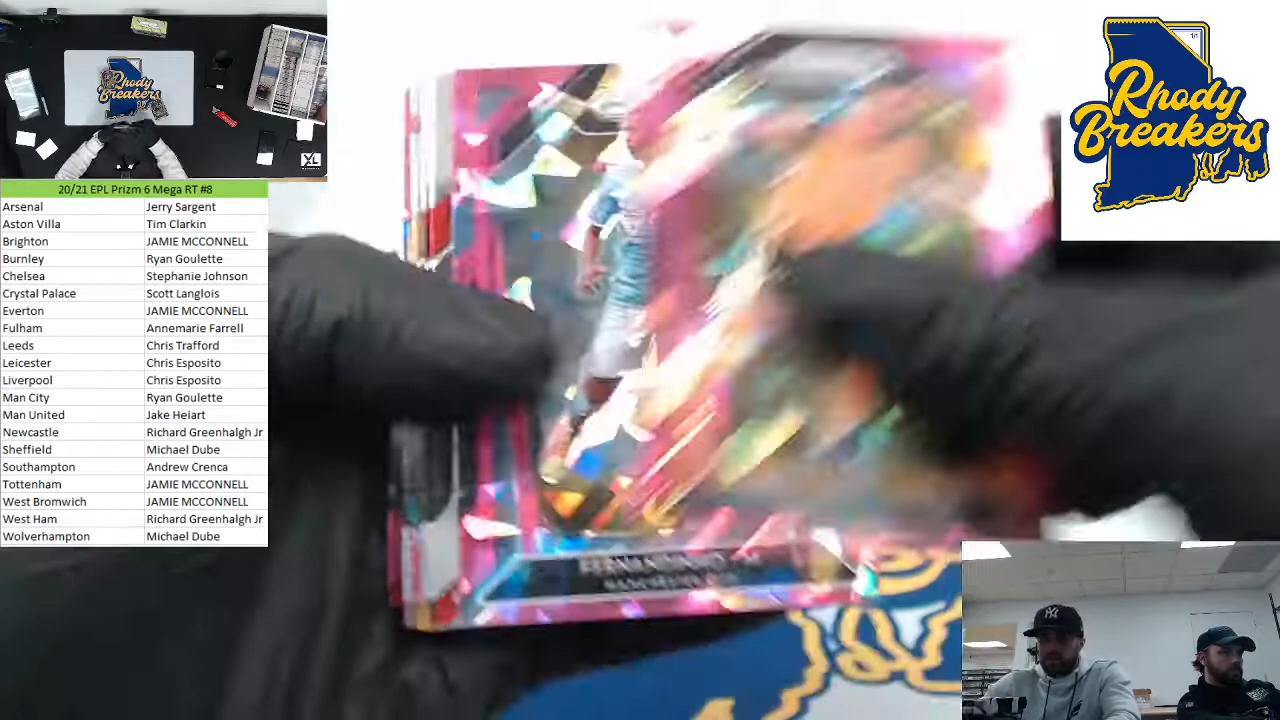 20/21 EPL Prizm 6 Mega RT #8
Arsenal Jerry Sargent
Aston Villa Tim Clarkin
Brighton JAMIE MCCONNELL
Burnley Ryan Goulette
Chelsea Stephanie Johnson
Crystal Palace Scott Langlois
Everton JAMIE MCCONNELL
Fulham Annemarie Farrell
Leeds Chris Trafford
Leicester Chris Esposito
Liverpool Chris Esposito
Man City Ryan Goulette
Man United Jake Heiart
Newcastle Richard Greenhalgh Jr
Sheffield Michael Dube
Southampton Andrew Crenca
Tottenham JAMIE MCCONNELL
West Bromwich JAMIE MCCONNELL
West Ham Richard Greenhalgh Jr
Wolverhampton Michael Dube
Rhody
Breakers
1/1
Rhody
Breakers
XL